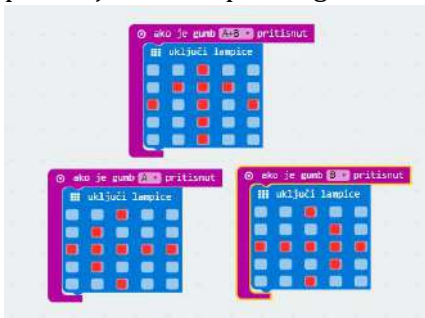 ako je gumb A+B pritisnut
uključi lampice
ako je gumb A pritisnut
uključi lampice
ako je gumb B pritisnut
uključi lampice